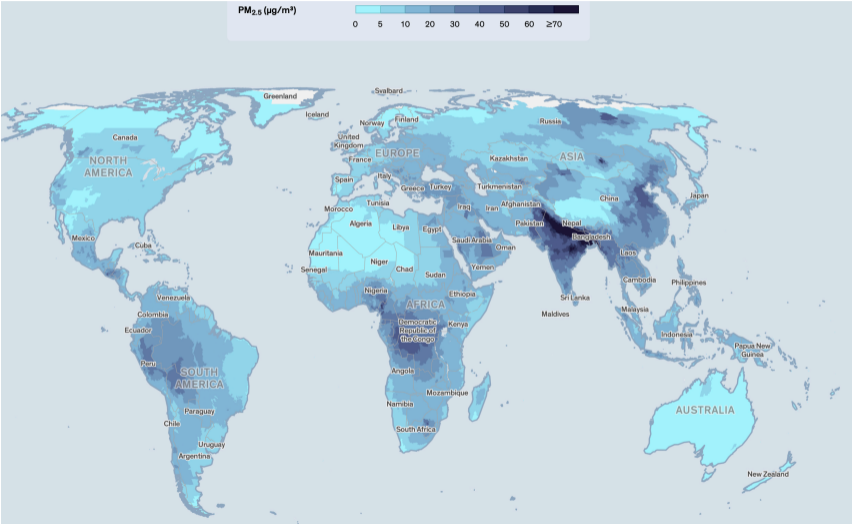 PM2.5 (μg/m³)
0 5 10 20 30 40 50 60 ≥70
Svalbard
Greenland
Iceland
Norway
Finland
Russia
Canada
United
Kingdom
EUROPE
ASIA
NORTH
AMERICA
France
Kazakhstan
Spain
Italy
Greece
Turkey
Turkmenistan
China
Japan
Morocco
Tunisia
Iraq
Iran
Afghanistan
Algeria
Libya
Egypt
Pakistan
Nepal
Mexico
Cuba
Saudi Arabia
Oman
Bangladesh
Mauritania
Laos
Niger
Chad
Sudan
Yemen
Senegal
Cambodia
Philippines
Venezuela
Nigeria
AFRICA
Ethiopia
Sri Lanka
Maldives
Malaysia
Colombia
Ecuador
Democratic
Republic of
the Congo
Kenya
Indonesia
Papua New
Guinea
Peru
SOUTH
AMERICA
Angole
Mozambique
Namibia
Paraguay
AUSTRALIA
Chile
South Africa
Uruguay
Argentina
New Zealand